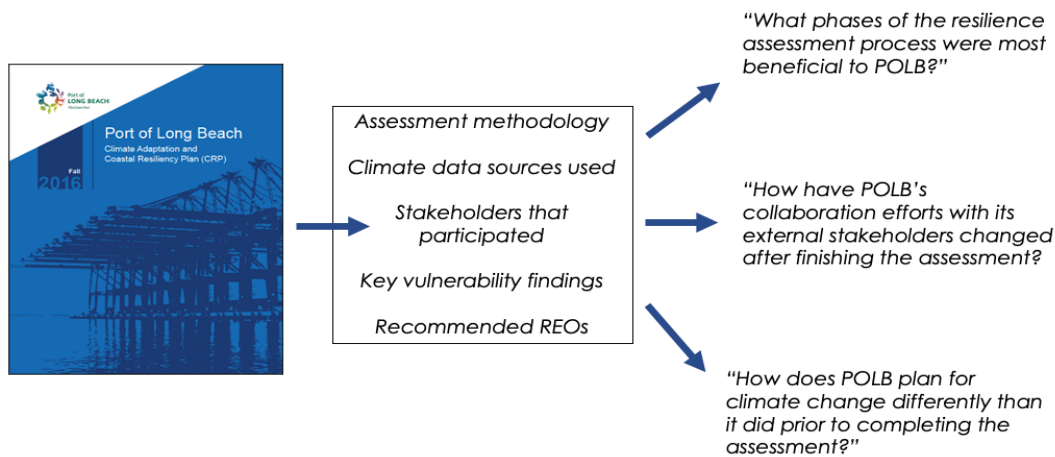 Port of
LONG BEACH
Port of Long Beach
Climate Adaptation and
Coastal Resiliency Plan (CRP)
Fall
2016
Assessment methodology
Climate data sources used
Stakeholders that
participated
Key vulnerability findings
Recommended REOs
“What phases of the resilience
assessment process were most
beneficial to POLB?”
“How have POLB’s
collaboration efforts with its
external stakeholders changed
after finishing the assessment?
“How does POLB plan for
climate change differently than
it did prior to completing the
assessment?”